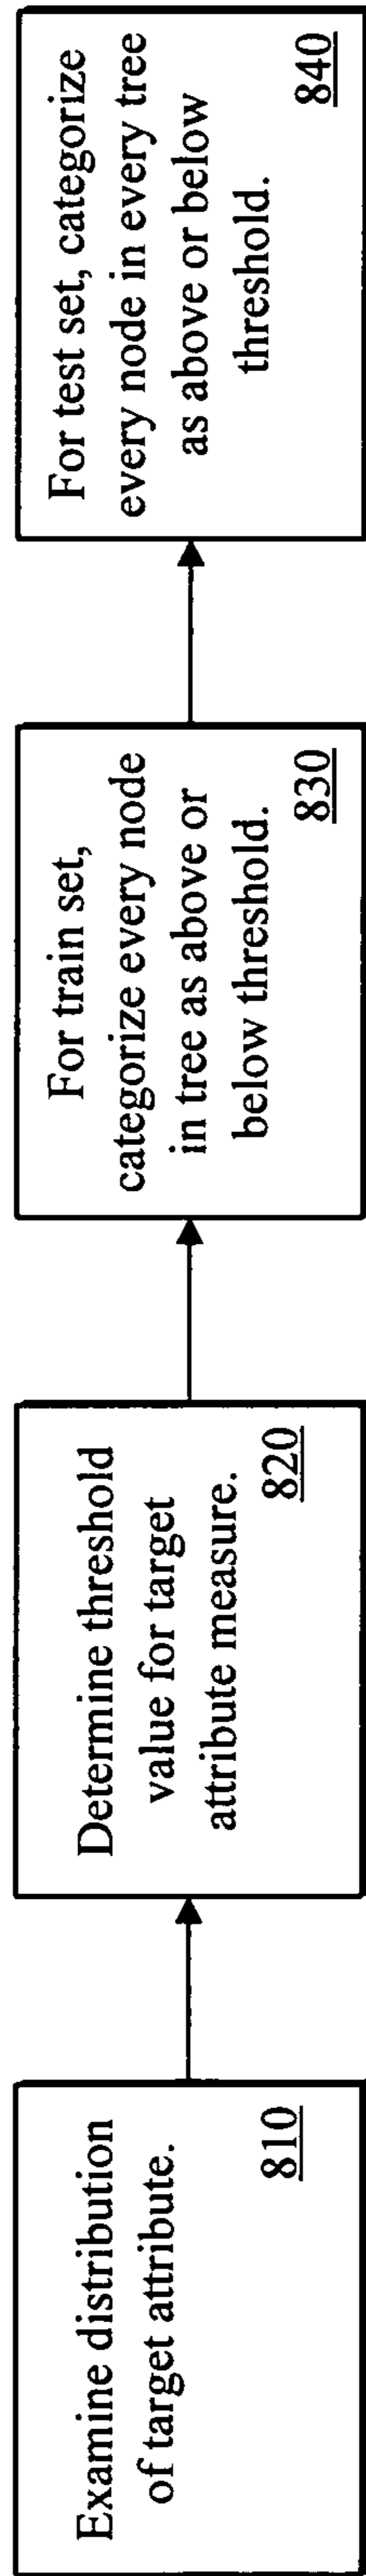 Examine distribution
of target attribute.
810
Determine threshold
value for target
attribute measure.
820
For train set,
categorize every node
in tree as above or
below threshold.
830
For test set, categorize
every node in every tree
as above or below
threshold.
840